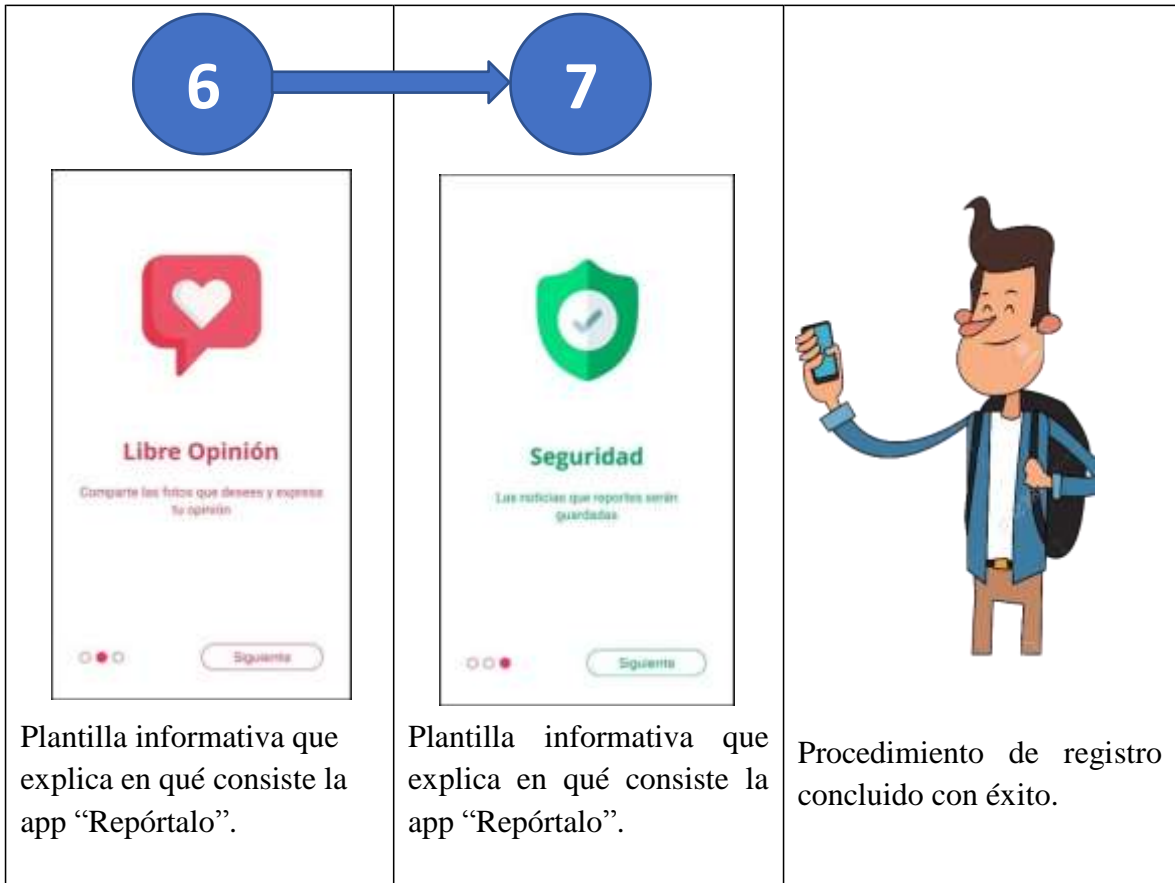 6
7
Libre Opinión
Comparte las fotos que desees y expresa
tu opinión
Siguiente
Plantilla informativa que
explica en qué consiste la
app “Repórtalo”.
Seguridad
Las noticias que reportes serán
guardadas
Siguiente
Plantilla informativa que
explica en qué consiste la
app “Repórtalo”.
Procedimiento de registro
concluido con éxito.